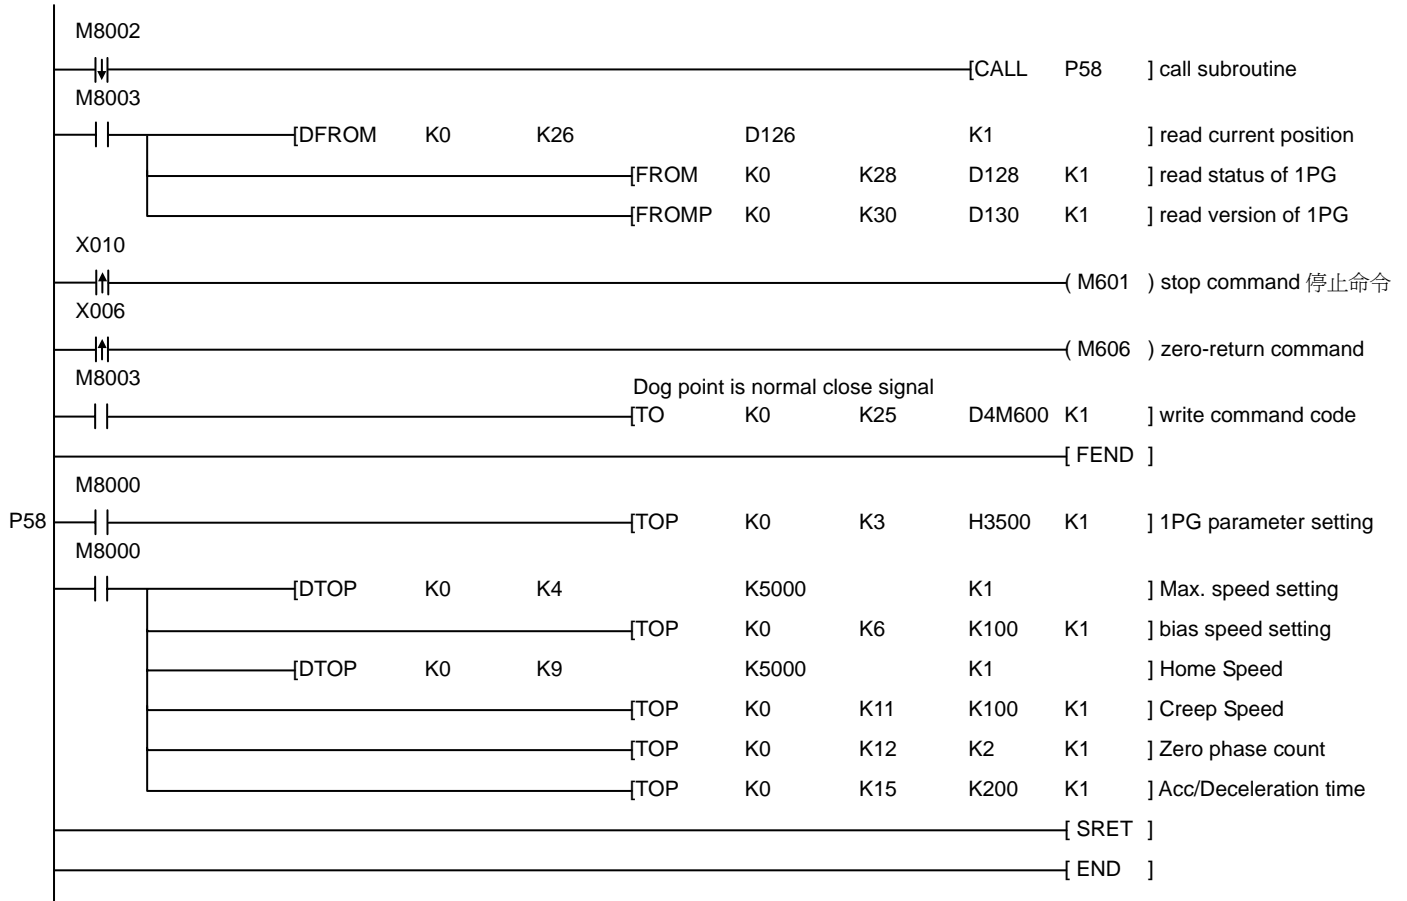 M8002
[CALL P58 ] call subroutine
M8003
[DFROM K0 K26 D126 K1 ] read current position
[FROM K0 K28 D128 K1 ] read status of 1PG
[FROMP K0 K30 D130 K1 ] read version of 1PG
X010
( M601 ) stop command 停止命令
X006
( M606 ) zero-return command
M8003
Dog point is normal close signal
[TO K0 K25 D4M600 K1 ] write command code
[ FEND ]
M8000
P58 [TOP K0 K3 H3500 K1 ] 1PG parameter setting
M8000
[DTOP K0 K4 K5000 K1 ] Max. speed setting
[TOP K0 K6 K100 K1 ] bias speed setting
[DTOP K0 K9 K5000 K1 ] Home Speed
[TOP K0 K11 K100 K1 ] Creep Speed
[TOP K0 K12 K2 K1 ] Zero phase count
[TOP K0 K15 K200 K1 ] Acc/Deceleration time
[ SRET ]
[ END ]